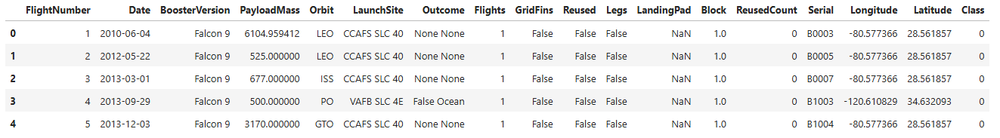 FlightNumber Date BoosterVersion PayloadMass Orbit LaunchSite Outcome Flights GridFins Reused Legs LandingPad Block ReusedCount Serial Longitude Latitude Class
0 1 2010-06-04 Falcon 9 6104.959412 LEO CCAFS SLC 40 None None 1 False False False NaN 1.0 0 B0003 -80.577366 28.561857 0
1 2 2012-05-22 Falcon 9 525.000000 LEO CCAFS SLC 40 None None 1 False False False NaN 1.0 0 B0005 -80.577366 28.561857 0
2 3 2013-03-01 Falcon 9 677.000000 ISS CCAFS SLC 40 None None 1 False False False NaN 1.0 0 B0007 -80.577366 28.561857 0
3 4 2013-09-29 Falcon 9 500.000000 PO VAFB SLC 4E False Ocean 1 False False False NaN 1.0 0 B1003 -120.610829 34.632093 0
4 5 2013-12-03 Falcon 9 3170.000000 GTO CCAFS SLC 40 None None 1 False False False NaN 1.0 0 B1004 -80.577366 28.561857 0